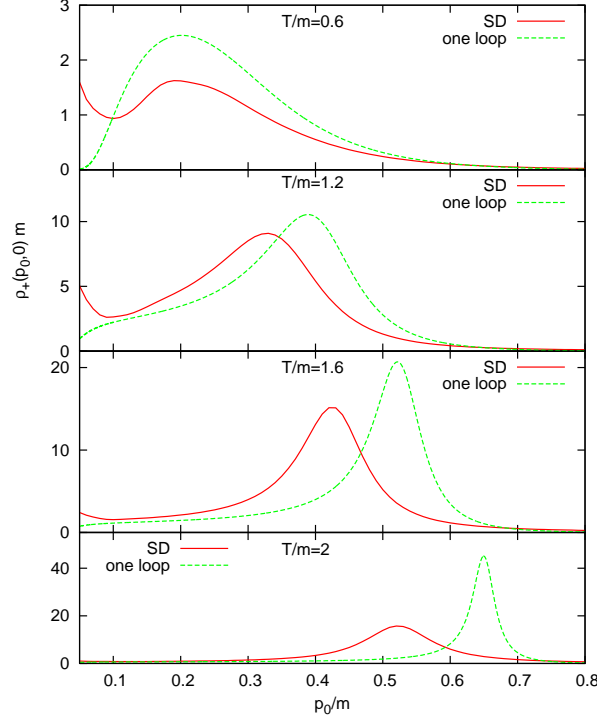 3
T/m=0.6
SD
one loop
2
1
0
T/m=1.2
SD
one loop
10
5
0
ρ+(p0,0) m
20
T/m=1.6
SD
one loop
10
0
SD
T/m=2
one loop
40
20
0
0.1 0.2 0.3 0.4 0.5 0.6 0.7 0.8
p0/m